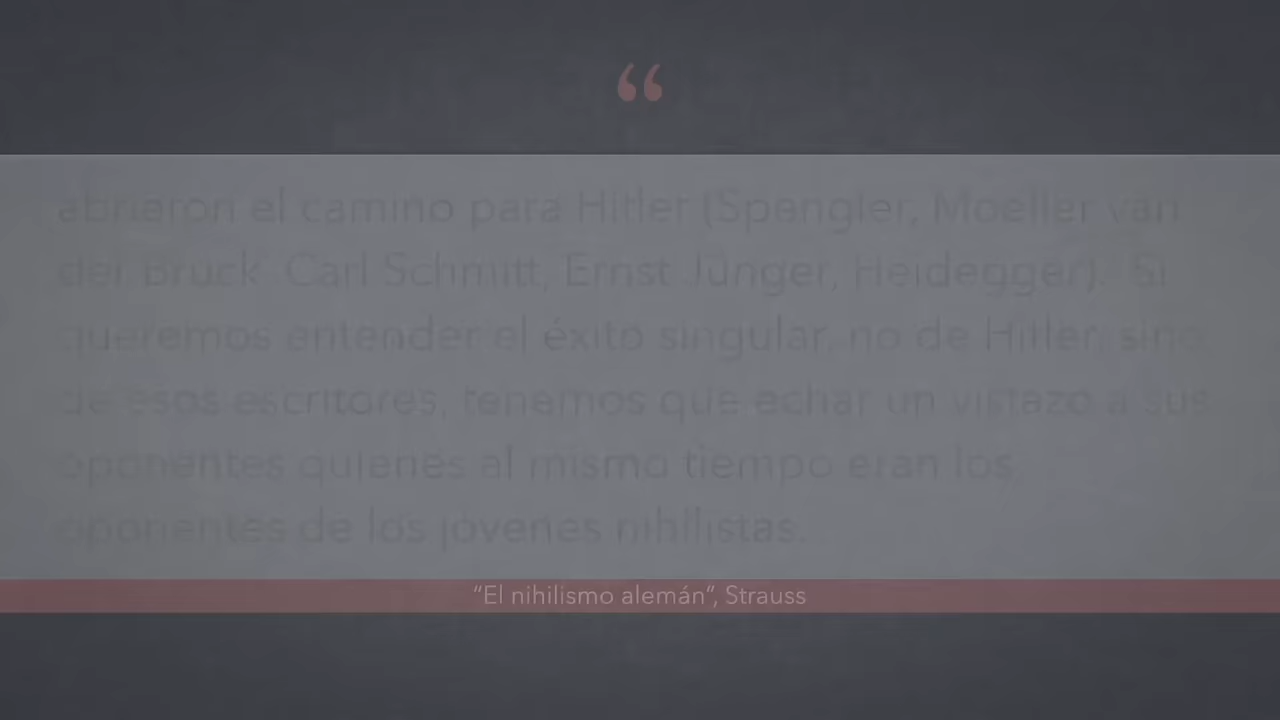 “
abrieron el camino para Hitler (Spengler, Moeller van
der Bruck, Carl Schmitt, Ernst Jünger, Heidegger). Si
queremos entender el éxito singular, no de Hitler, sino
de esos escritores, tenemos que echar un vistazo a sus
oponentes quienes al mismo tiempo eran los
oponentes de los jóvenes nihilistas.
“El nihilismo alemán”, Strauss